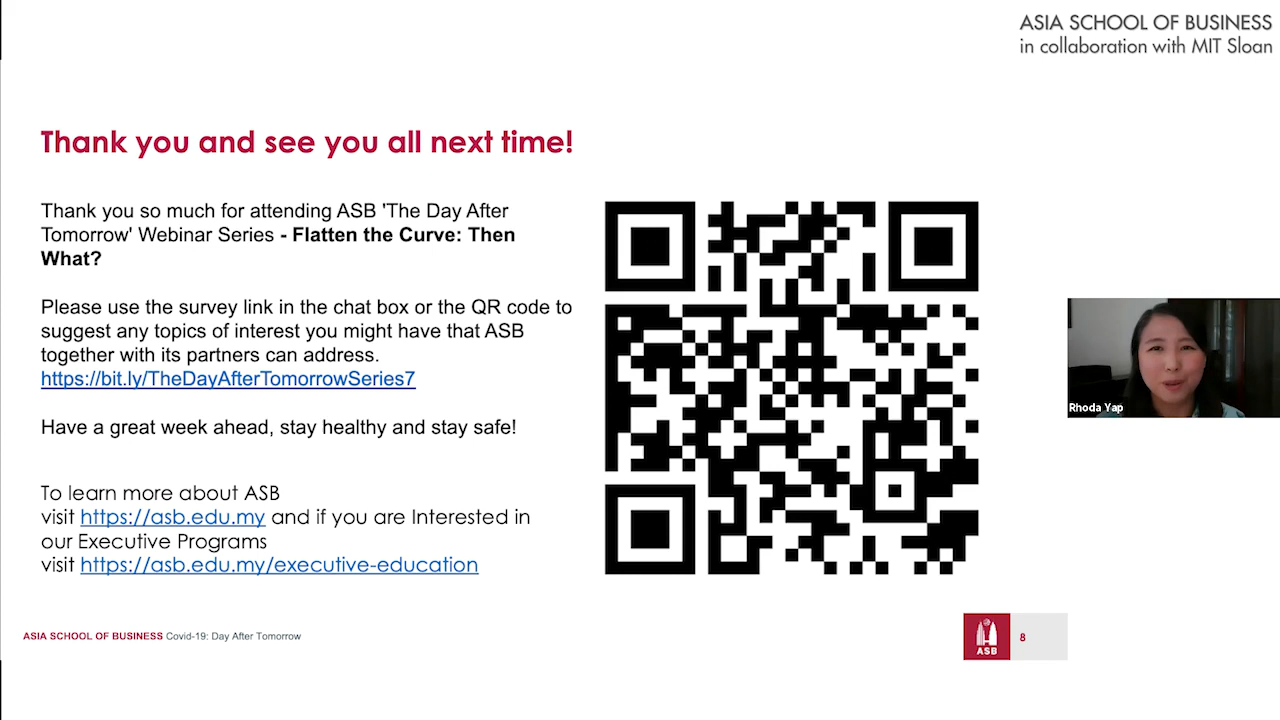 ASIA SCHOOL OF BUSINESS
in collaboration with MIT Sloan
Thank you and see you all next time!
Thank you so much for attending ASB 'The Day After
Tomorrow' Webinar Series - Flatten the Curve: Then
What?
Please use the survey link in the chat box or the QR code to
suggest any topics of interest you might have that ASB
together with its partners can address.
https://bit.ly/TheDayAfterTomorrowSeries7
Have a great week ahead, stay healthy and stay safe!
To learn more about ASB
visit https://asb.edu.my and if you are Interested in
our Executive Programs
visit https://asb.edu.my/executive-education
Rhoda Yap
ASIA SCHOOL OF BUSINESS Covid-19: Day After Tomorrow
ASB
8